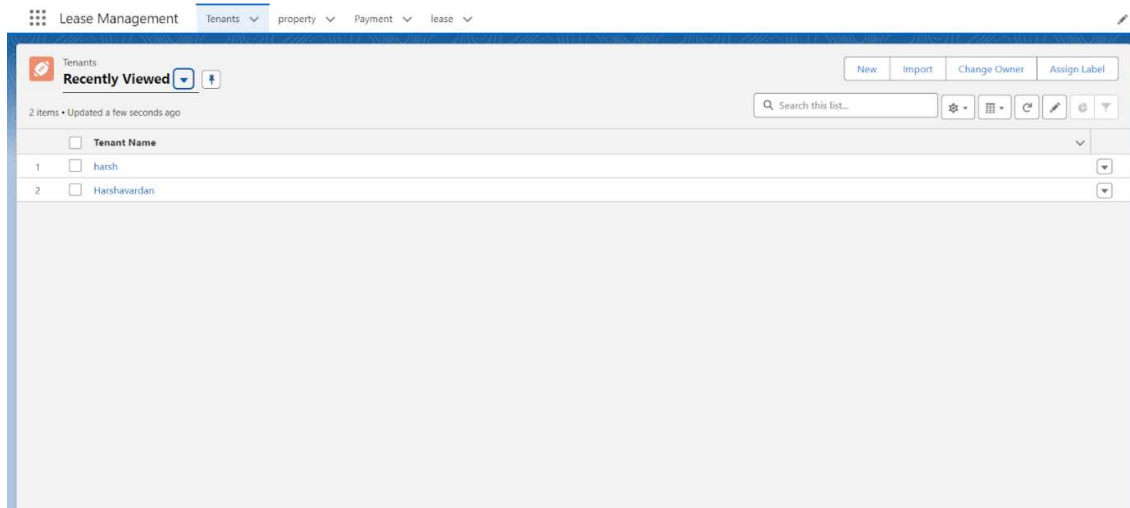 Lease Management Tenants property Payment lease
Tenants
Recently Viewed
New Import Change Owner Assign Label
2 items • Updated a few seconds ago
Search this list...
Tenant Name
1 harsh
2 Harshavardan